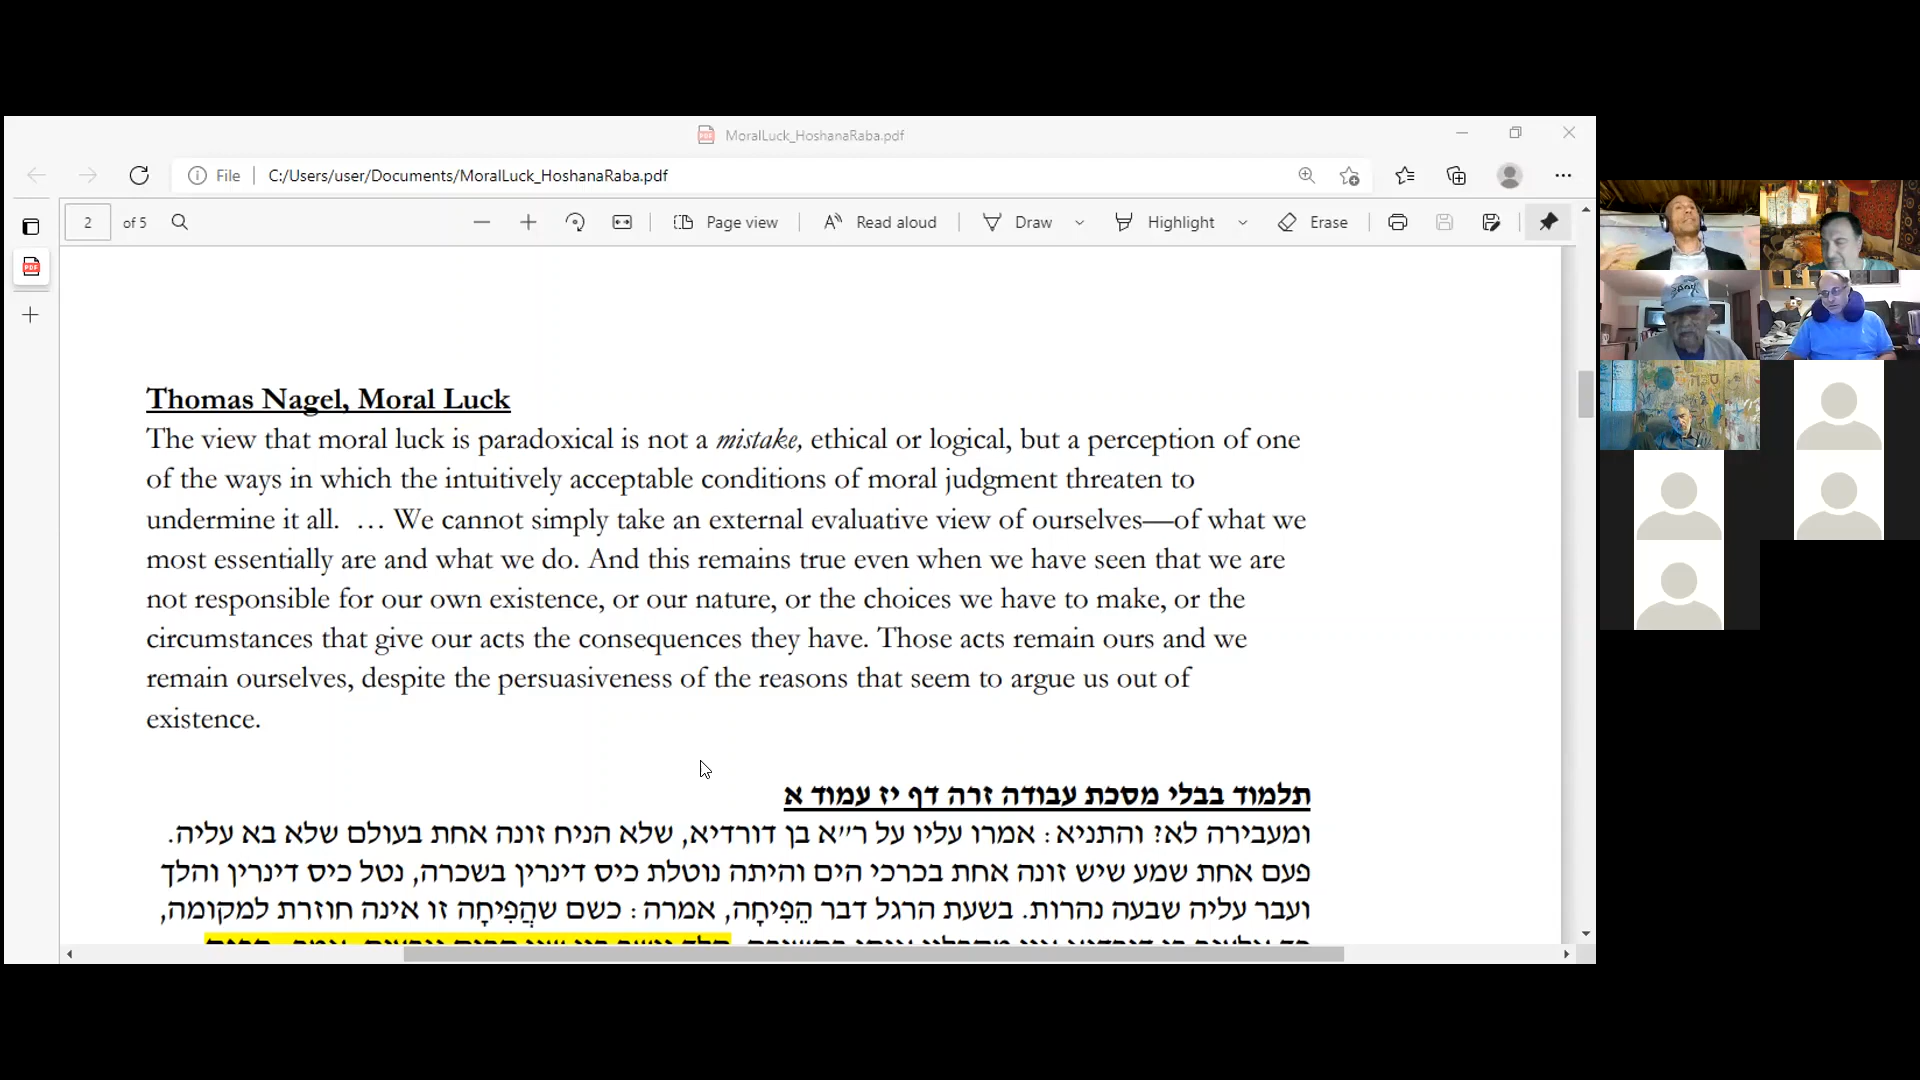 MoralLuck_HoshanaRaba.pdf
File C:/Users/user/Documents/MoralLuck_HoshanaRaba.pdf
2 of 5 Page view Read aloud Draw Highlight Erase
Thomas Nagel, Moral Luck
The view that moral luck is paradoxical is not a mistake, ethical or logical, but a perception of one
of the ways in which the intuitively acceptable conditions of moral judgment threaten to
undermine it all. … We cannot simply take an external evaluative view of ourselves—of what we
most essentially are and what we do. And this remains true even when we have seen that we are
not responsible for our own existence, or our nature, or the choices we have to make, or the
circumstances that give our acts the consequences they have. Those acts remain ours and we
remain ourselves, despite the persuasiveness of the reasons that seem to argue us out of
existence.
תלמוד בבלי מסכת עבודה זרה דף יז עמוד א
ומעבירה לא? והתניא: אמרו עליו על ר"א בן דורדיא, שלא הניח זונה אחת בעולם שלא בא עליה.
פעם אחת שמע שיש זונה אחת בכרכי הים והיתה נוטלת כיס דינרין בשכרה, נטל כיס דינרין והלך
ועבר עליה שבעה נהרות. בשעת הרגל דבר הֵפִיחָה, אמרה: כשם שהֲפִיחָה זו אינה חוזרת למקומה,